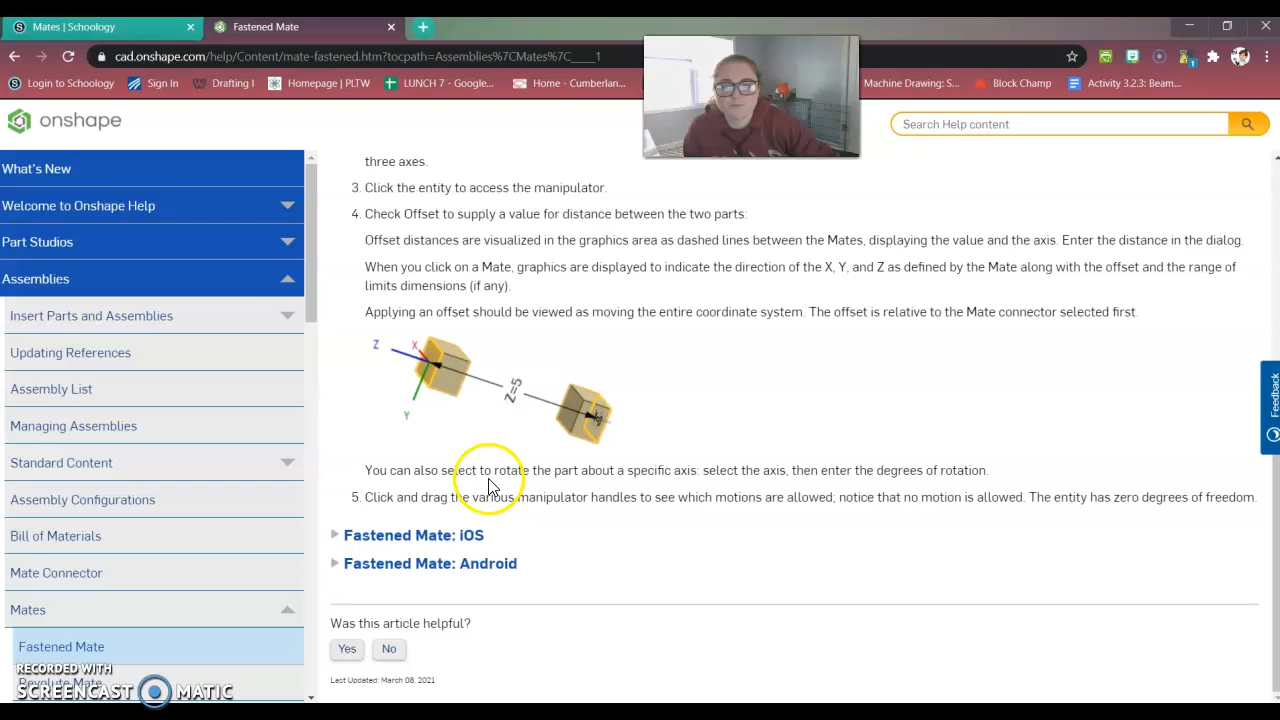 Mates | Schoology
Fastened Mate
cad.onshape.com/help/Content/mate-fastened.htm?tocpath=Assemblies%7CMates%7C____1
Login to Schoology
Sign In
Drafting I
Homepage | PLTW
LUNCH 7 - Google...
Home - Cumberlan...
Machine Drawing: S...
Block Champ
Activity 3.2.3: Beam...
onshape
Search Help content
What's New
Welcome to Onshape Help
Part Studios
Assemblies
Insert Parts and Assemblies
Updating References
Assembly List
Managing Assemblies
Standard Content
Assembly Configurations
Bill of Materials
Mate Connector
Mates
Fastened Mate
Revolute Mate
three axes.
3. Click the entity to access the manipulator.
4. Check Offset to supply a value for distance between the two parts:
Offset distances are visualized in the graphics area as dashed lines between the Mates, displaying the value and the axis. Enter the distance in the dialog.
When you click on a Mate, graphics are displayed to indicate the direction of the X, Y, and Z as defined by the Mate along with the offset and the range of
limits dimensions (if any).
Applying an offset should be viewed as moving the entire coordinate system. The offset is relative to the Mate connector selected first.
Z
X
Y
Z=5
You can also select to rotate the part about a specific axis: select the axis, then enter the degrees of rotation.
5. Click and drag the various manipulator handles to see which motions are allowed; notice that no motion is allowed. The entity has zero degrees of freedom.
Fastened Mate: iOS
Fastened Mate: Android
Was this article helpful?
Yes
No
Last Updated: March 08, 2021
Feedback
RECORDED WITH
SCREENCAST MATIC